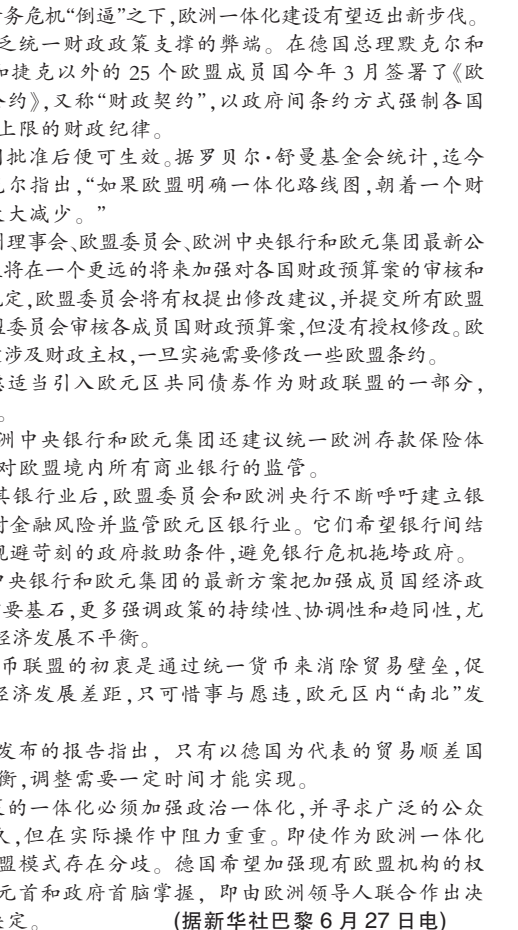 务危机“倒逼”之下,欧洲一体化建设有望迈出新步伐。
乏统一财政政策支撑的弊端。在德国总理默克尔和
和捷克以外的 25 个欧盟成员国今年 3 月签署了《欧
约》,又称“财政契约”,以政府间条约方式强制各国
上限的财政纪律。
批准后便可生效。据罗贝尔·舒曼基金会统计,迄今
尔指出,“如果欧盟明确一体化路线图,朝着一个财
大减少。”
理事会、欧盟委员会、欧洲中央银行和欧元集团最新公
将在一个更远的将来加强对各国财政预算案的审核和
定,欧盟委员会将有权提出修改建议,并提交所有欧盟
盟委员会审核各成员国财政预算案,但没有授权修改。欧
涉及财政主权,一旦实施需要修改一些欧盟条约。
适当引入欧元区共同债券作为财政联盟的一部分,
。
洲中央银行和欧元集团还建议统一欧洲存款保险体
对欧盟境内所有商业银行的监管。
其银行业后,欧盟委员会和欧洲央行不断呼吁建立银
对金融风险并监管欧元区银行业。它们希望银行间结
规避苛刻的政府救助条件,避免银行危机拖垮政府。
中央银行和欧元集团的最新方案把加强成员国经济政
要基石,更多强调政策的持续性、协调性和趋同性,尤
经济发展不平衡。
币联盟的初衷是通过统一货币来消除贸易壁垒,促
经济发展差距,只可惜事与愿违,欧元区内“南北”发
发布的报告指出，只有以德国为代表的贸易顺差国
衡,调整需要一定时间才能实现。
的一体化必须加强政治一体化,并寻求广泛的公众
久,但在实际操作中阻力重重。即使作为欧洲一体化
盟模式存在分歧。德国希望加强现有欧盟机构的权
元首和政府首脑掌握，即由欧洲领导人联合作出决
定。 (据新华社巴黎 6 月 27 日电)